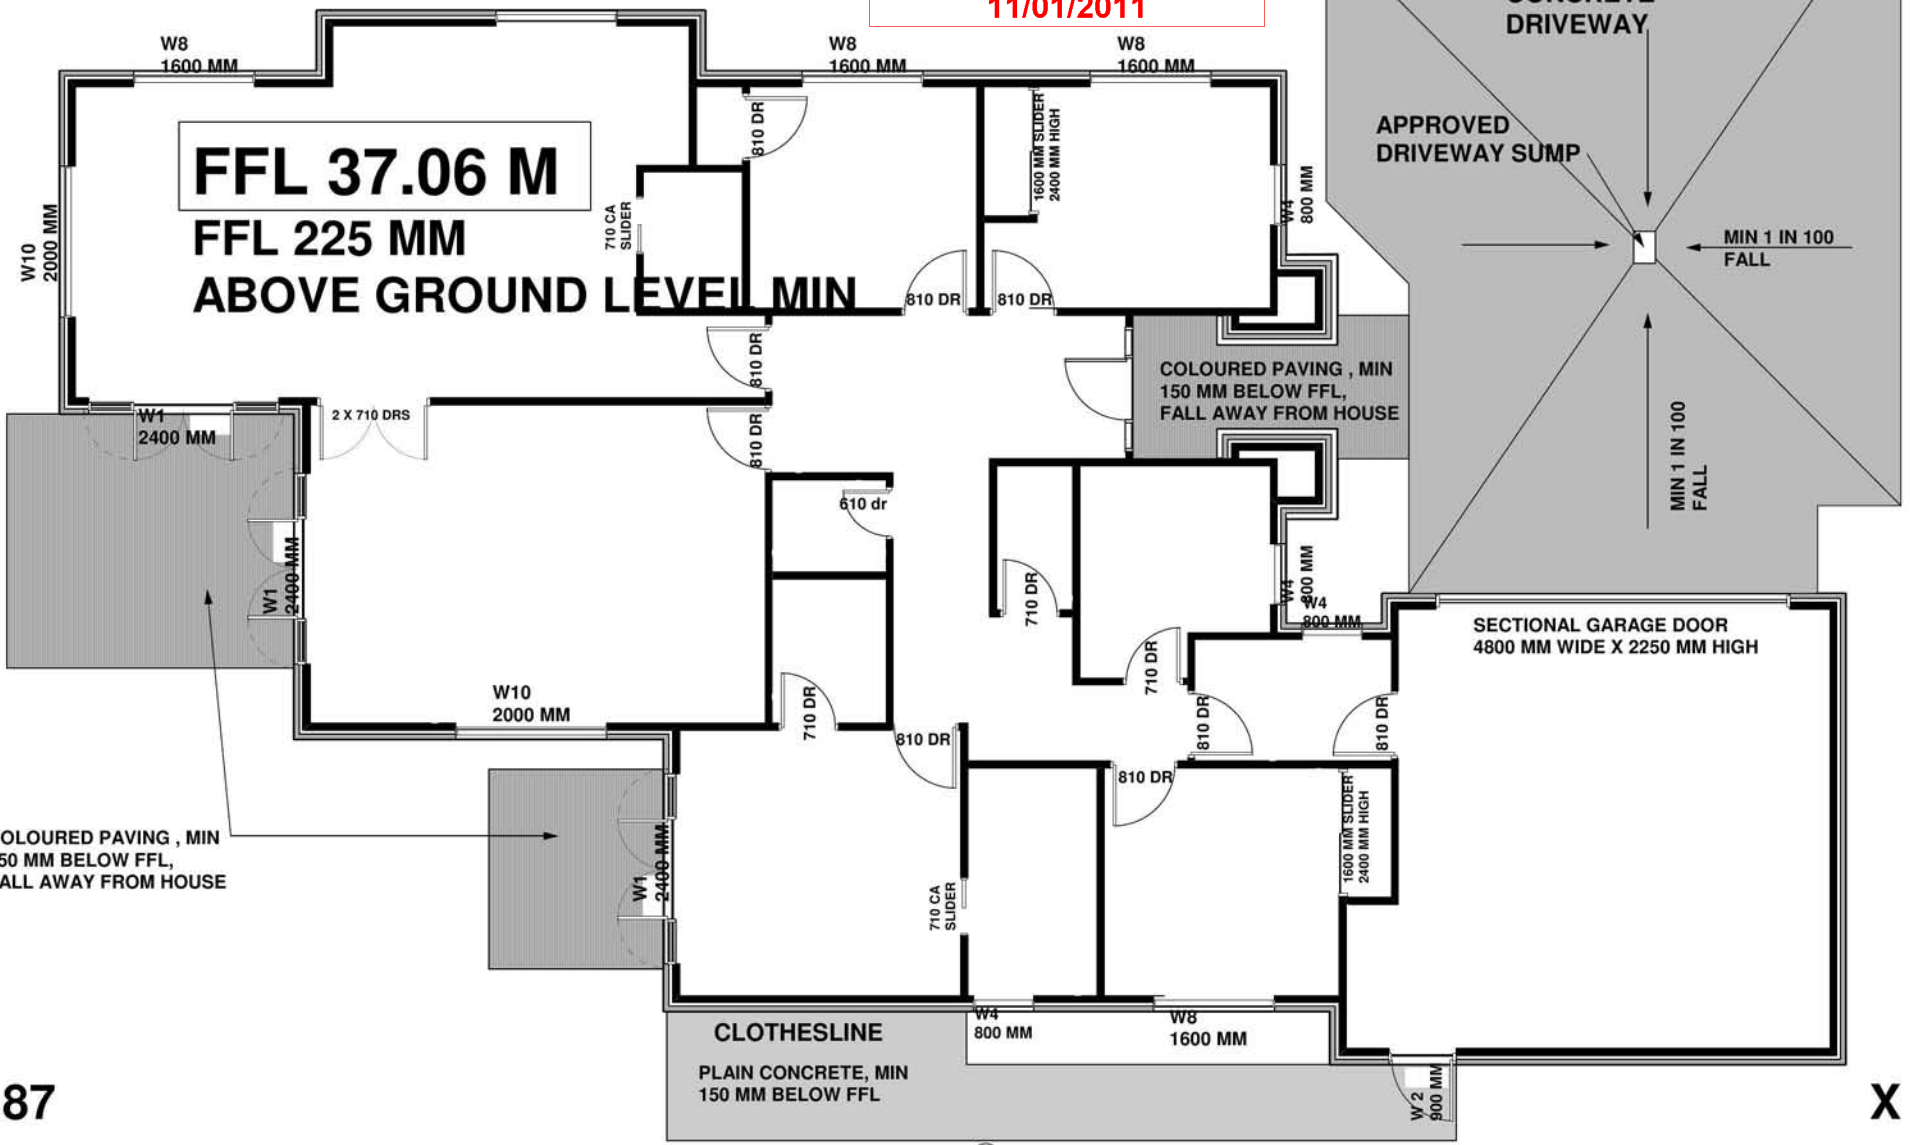 11/01/2011
CONCRETE
DRIVEWAY
W8
1600 MM
W8
1600 MM
W8
1600 MM
APPROVED
DRIVEWAY SUMP
810 DR
1600 MM SLIDER
2400 MM HIGH
FFL 37.06 M
FFL 225 MM
ABOVE GROUND LEVEL MIN
W10
2000 MM
710 CA
SLIDER
W4
800 MM
MIN 1 IN 100
FALL
810 DR
810 DR
810 DR
COLOURED PAVING , MIN
150 MM BELOW FFL,
FALL AWAY FROM HOUSE
W1
2400 MM
2 X 710 DRS
810 DR
MIN 1 IN 100
FALL
610 dr
W1
2400 MM
710 DR
W4
800 MM
W4
800 MM
SECTIONAL GARAGE DOOR
4800 MM WIDE X 2250 MM HIGH
710 DR
W10
2000 MM
710 DR
810 DR
810 DR
810 DR
810 DR
1600 MM SLIDER
2400 MM HIGH
OLOURED PAVING , MIN
50 MM BELOW FFL,
ALL AWAY FROM HOUSE
W1
2400 MM
710 CA
SLIDER
W4
800 MM
W8
1600 MM
CLOTHESLINE
PLAIN CONCRETE, MIN
150 MM BELOW FFL
W 2
900 MM
87
X